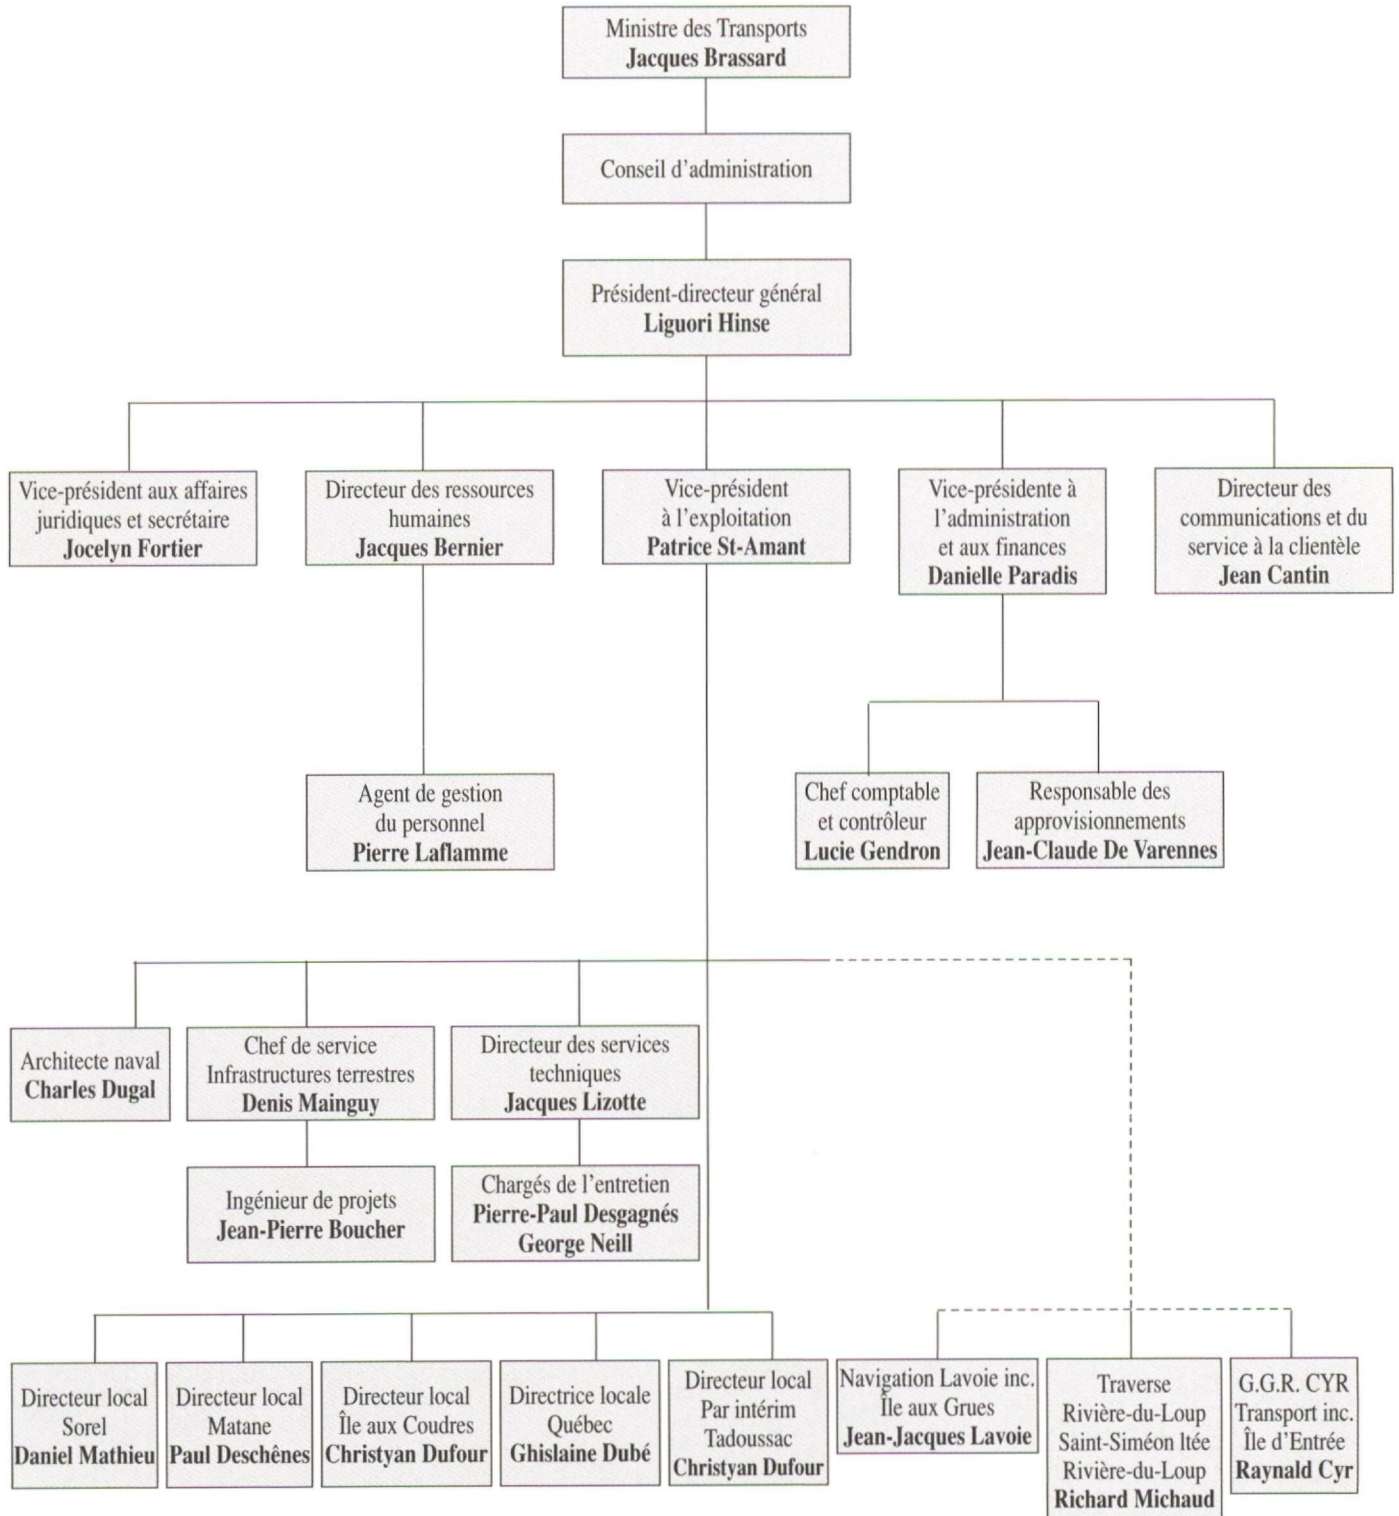 Ministre des Transports
Jacques Brassard
Conseil d'administration
Président-directeur général
Liguori Hinse
Vice-président aux affaires
juridiques et secrétaire
Jocelyn Fortier
Directeur des ressources
humaines
Jacques Bernier
Vice-président
à l'exploitation
Patrice St-Amant
Vice-présidente à
l'administration
et aux finances
Danielle Paradis
Directeur des
communications et du
service à la clientèle
Jean Cantin
Agent de gestion
du personnel
Pierre Laflamme
Chef comptable
et contrôleur
Lucie Gendron
Responsable des
approvisionnements
Jean-Claude De Varennes
Architecte naval
Charles Dugal
Chef de service
Infrastructures terrestres
Denis Mainguy
Directeur des services
techniques
Jacques Lizotte
Ingénieur de projets
Jean-Pierre Boucher
Chargés de l'entretien
Pierre-Paul Desgagnés
George Neill
Directeur local
Sorel
Daniel Mathieu
Directeur local
Matane
Paul Deschênes
Directeur local
Île aux Coudres
Christyan Dufour
Directrice locale
Québec
Ghislaine Dubé
Directeur local
Par intérim
Tadoussac
Christyan Dufour
Navigation Lavoie inc.
Île aux Grues
Jean-Jacques Lavoie
Traverse
Rivière-du-Loup
Saint-Siméon ltée
Rivière-du-Loup
Richard Michaud
G.G.R. CYR
Transport inc.
Île d'Entrée
Raynald Cyr